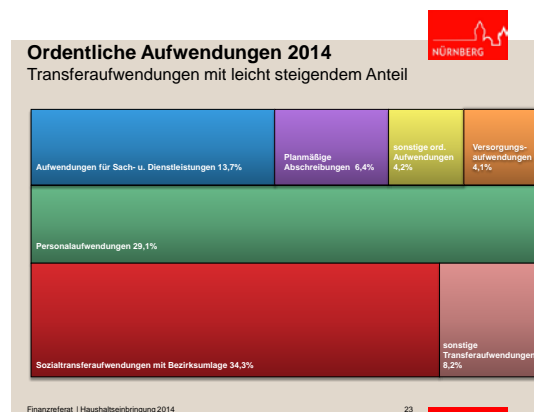 NÜRNBERG
Ordentliche Aufwendungen 2014
Transferaufwendungen mit leicht steigendem Anteil
Aufwendungen für Sach- u. Dienstleistungen 13,7%
Planmäßige
Abschreibungen 6,4%
sonstige ord.
Aufwendungen
4,2%
Versorgungs-
aufwendungen
4,1%
Personalaufwendungen 29,1%
Sozialtransferaufwendungen mit Bezirksumlage 34,3%
sonstige
Transferaufwendungen
8,2%
Finanzreferat | Haushaltseinbringung 2014
23